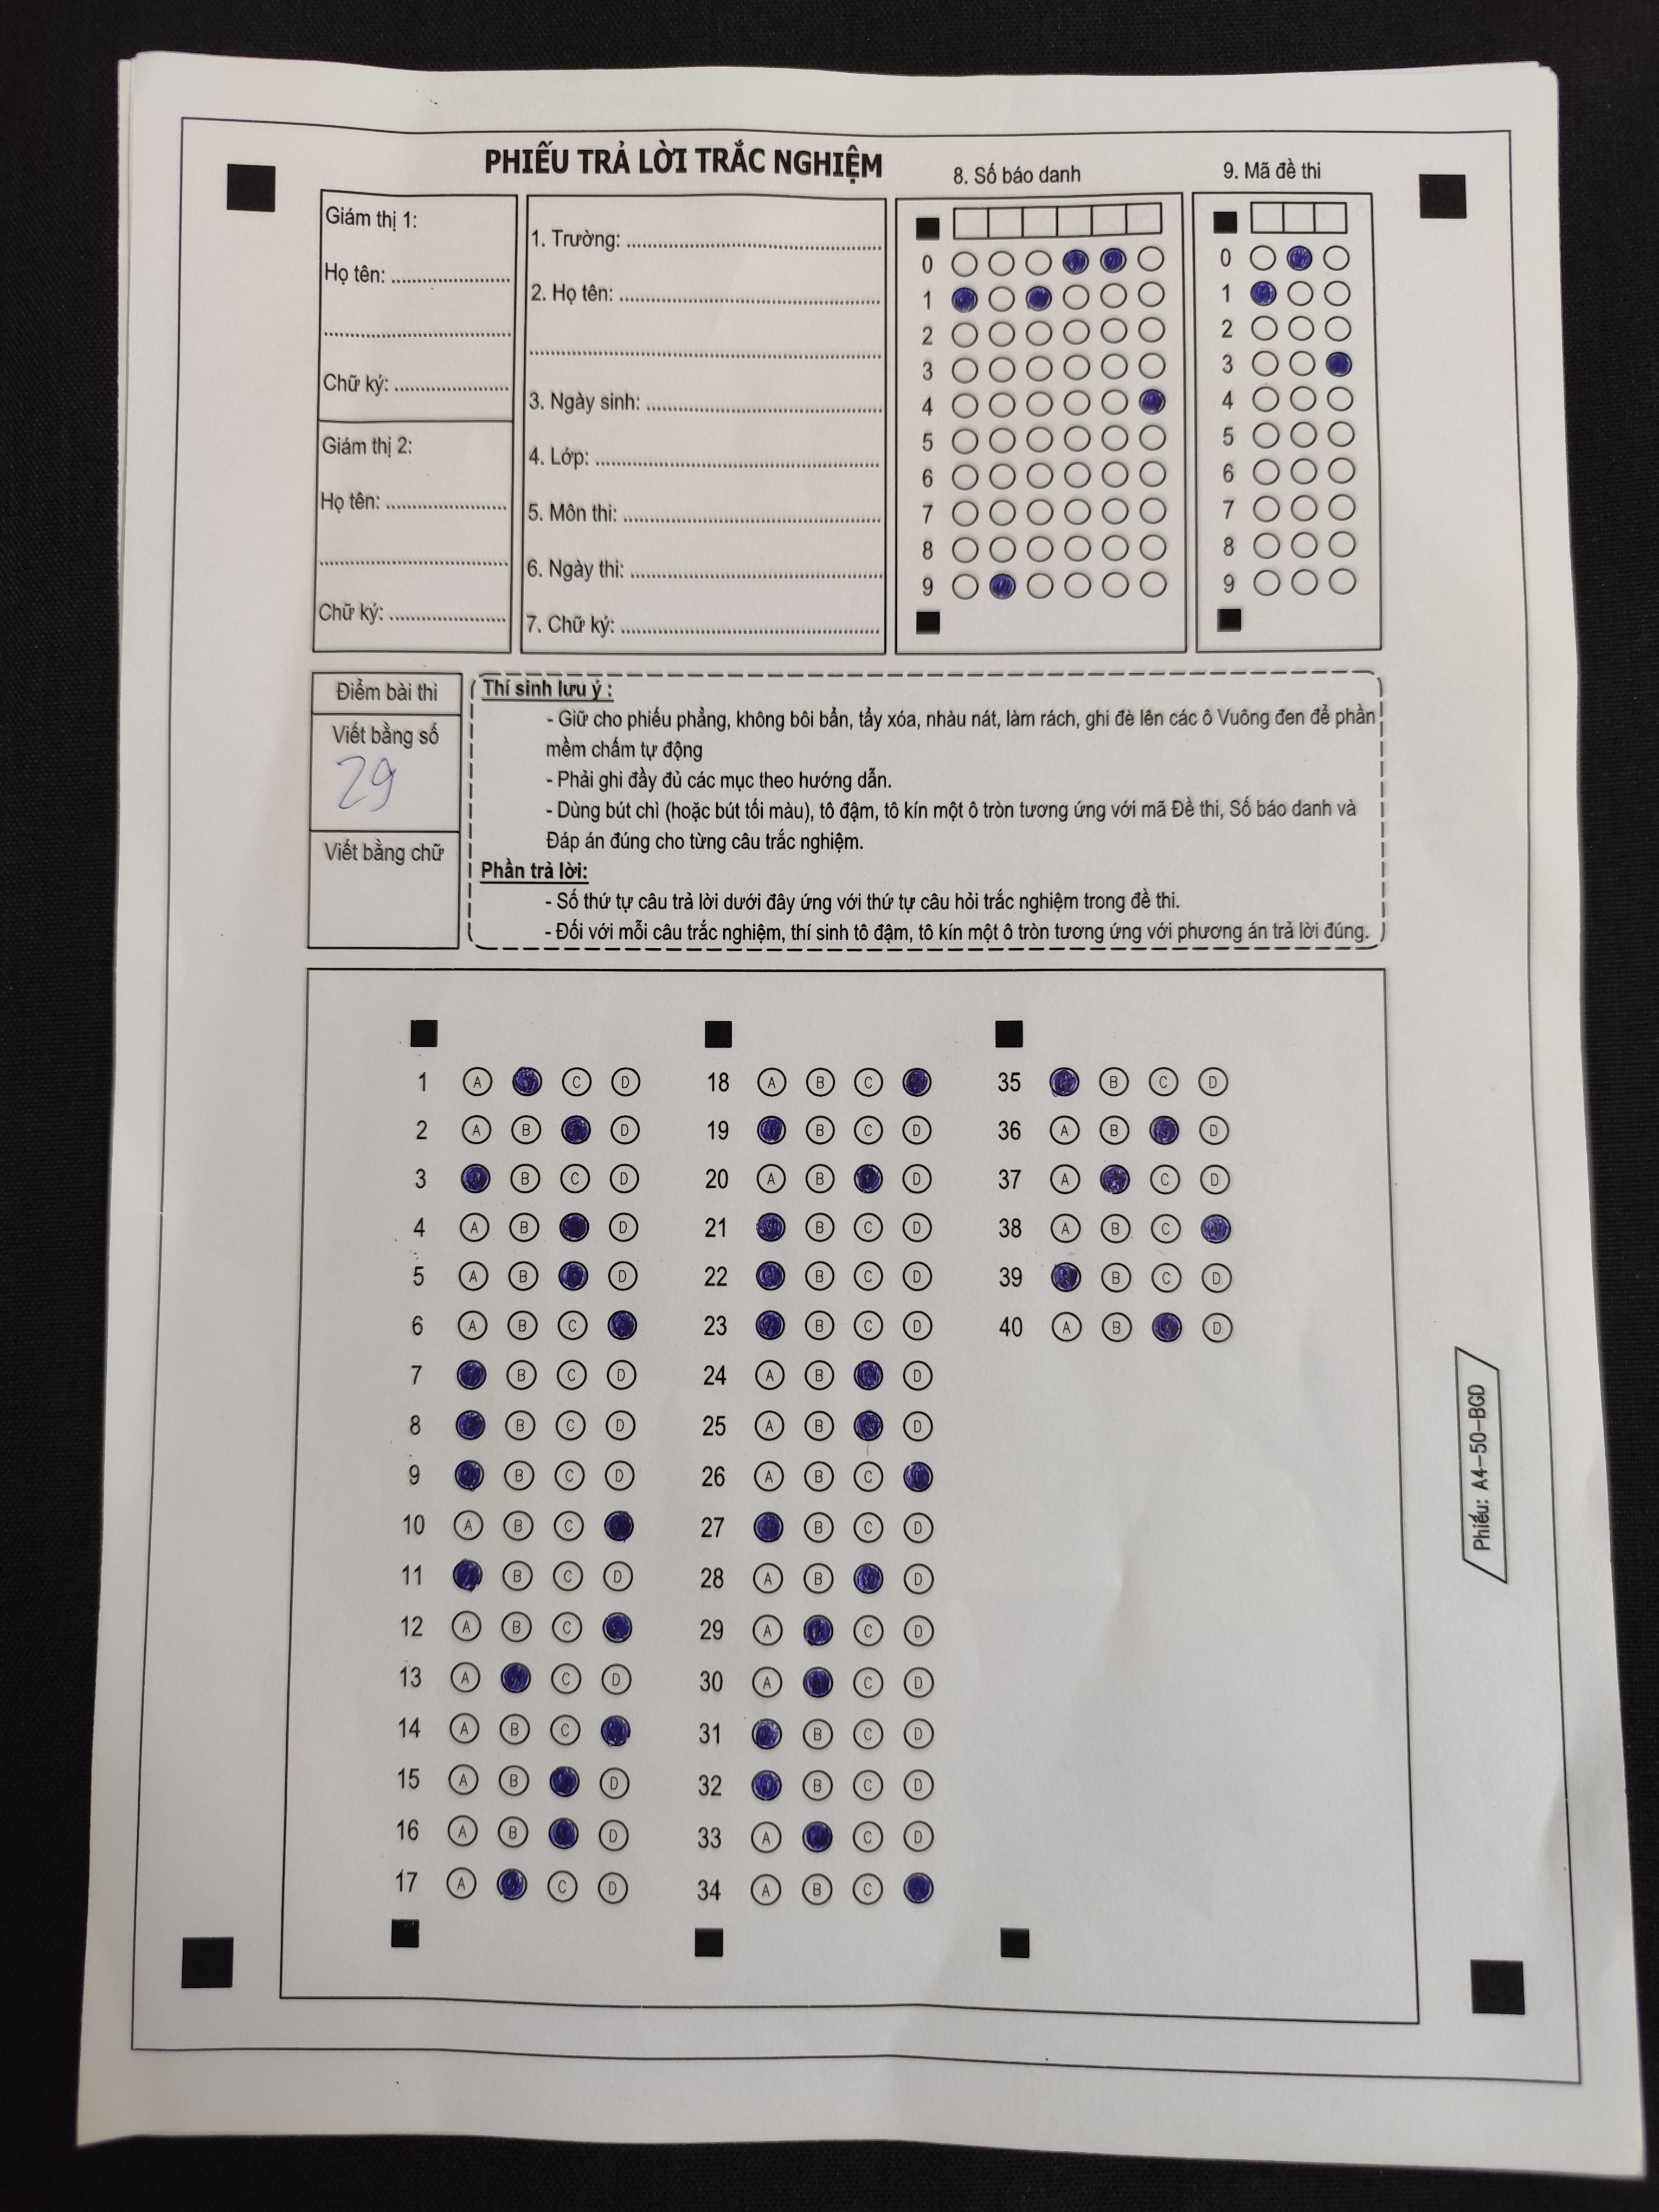 PHIẾU TRẢ LỜI TRẮC NGHIỆM
8. Số báo danh
9. Mã đề thi
Giám thị 1:
Họ tên: ........................
........................................
Chữ ký: ........................
Giám thị 2:
Họ tên: ........................
........................................
Chữ ký: ........................
1. Trường: ........................................
2. Họ tên: ........................................
............................................................
3. Ngày sinh: ........................................
4. Lớp: ........................................
5. Môn thi: ........................................
6. Ngày thi: ........................................
7. Chữ ký: ........................................
0 0
1 1
2 2
3 3
4 4
5 5
6 6
7 7
8 8
9 9
Điểm bài thi
Viết bằng số
29
Viết bằng chữ
Thí sinh lưu ý :
- Giữ cho phiếu phẳng, không bôi bẩn, tẩy xóa, nhàu nát, làm rách, ghi đè lên các ô Vuông đen để phần
mềm chấm tự động
- Phải ghi đầy đủ các mục theo hướng dẫn.
- Dùng bút chì (hoặc bút tối màu), tô đậm, tô kín một ô tròn tương ứng với mã Đề thi, Số báo danh và
Đáp án đúng cho từng câu trắc nghiệm.
Phần trả lời:
- Số thứ tự câu trả lời dưới đây ứng với thứ tự câu hỏi trắc nghiệm trong đề thi.
- Đối với mỗi câu trắc nghiệm, thí sinh tô đậm, tô kín một ô tròn tương ứng với phương án trả lời đúng.
1 A C D
2 A B D
3 B C D
4 A B D
5 A B D
6 A B C
7 B C D
8 B C D
9 B C D
10 A B C
11 B C D
12 A B C
13 A C D
14 A B C
15 A B D
16 A B D
17 A C D
18 A B C
19 B C D
20 A B D
21 B C D
22 B C D
23 B C D
24 A B D
25 A B D
26 A B C
27 B C D
28 A B D
29 A C D
30 A C D
31 B C D
32 B C D
33 A C D
34 A B C
35 B C D
36 A B D
37 A C D
38 A B C
39 B C D
40 A B D
Phiếu: A4-50-BGD